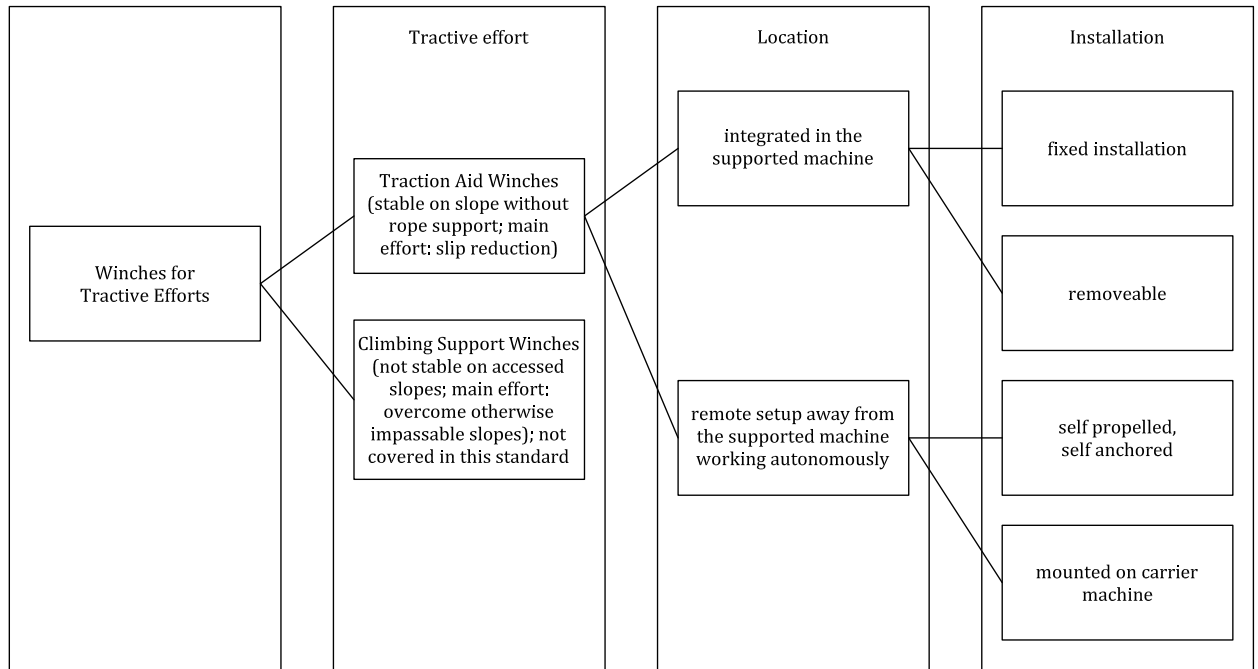 Tractive effort
Location
Installation
Winches for
Tractive Efforts
Traction Aid Winches
(stable on slope without
rope support; main
effort: slip reduction)
Climbing Support Winches
(not stable on accessed
slopes; main effort:
overcome otherwise
impassable slopes); not
covered in this standard
integrated in the
supported machine
remote setup away from
the supported machine
working autonomously
fixed installation
removeable
self propelled,
self anchored
mounted on carrier
machine